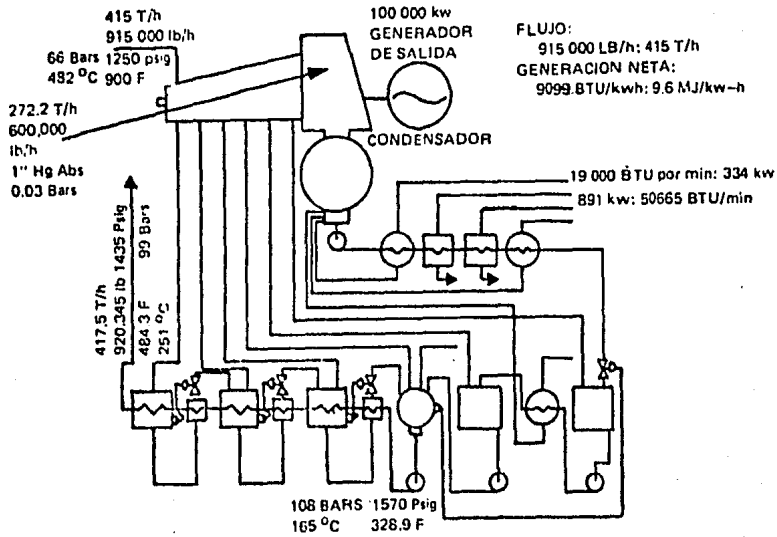 415 T/h
915 000 lb/h
66 Bars 1250 psig
482 °C 900 F
272.2 T/h
600,000
lb/h
1" Hg Abs
0.03 Bars
100 000 kw
GENERADOR
DE SALIDA
CONDENSADOR
FLUJO:
915 000 LB/h: 415 T/h
GENERACION NETA:
9099.BTU/kwh: 9.6 MJ/kw-h
19 000 BTU por min: 334 kw
891 kw: 50665 BTU/min
417.5 T/h
920.345 lb 1435 Psig
99 Bars
484.3 F
251 °C
108 BARS 1570 Psig
165 °C 328.9 F